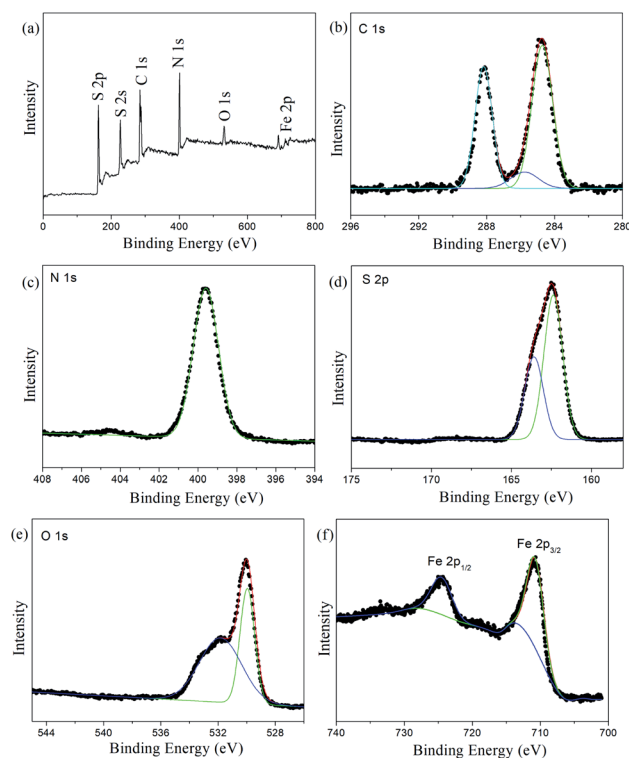 (a)
S 2p
S 2s
C 1s
N 1s
O 1s
Fe 2p
Intensity
0 200 400 600 800
Binding Energy (eV)
(b)
C 1s
Intensity
296 292 288 284 280
Binding Energy (eV)
(c)
N 1s
Intensity
408 406 404 402 400 398 396 394
Binding Energy (eV)
(d)
S 2p
Intensity
175 170 165 160
Binding Energy (eV)
(e)
O 1s
Intensity
544 540 536 532 528
Binding Energy (eV)
(f)
Fe 2p1/2
Fe 2p3/2
Intensity
740 730 720 710 700
Binding Energy (eV)